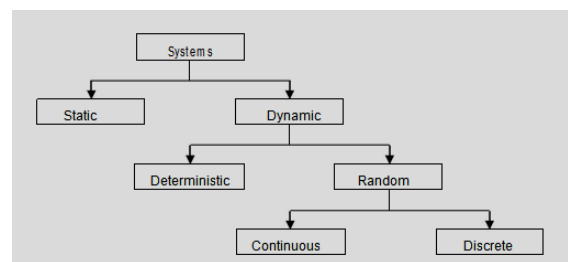 Systems
Static
Dynamic
Deterministic
Random
Continuous
Discrete